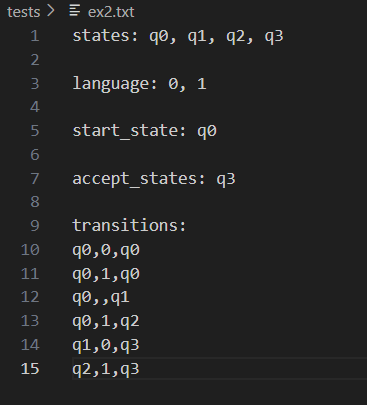 tests > ex2.txt
1 states: q0, q1, q2, q3
2
3 language: 0, 1
4
5 start_state: q0
6
7 accept_states: q3
8
9 transitions:
10 q0,0,q0
11 q0,1,q0
12 q0,,q1
13 q0,1,q2
14 q1,0,q3
15 q2,1,q3